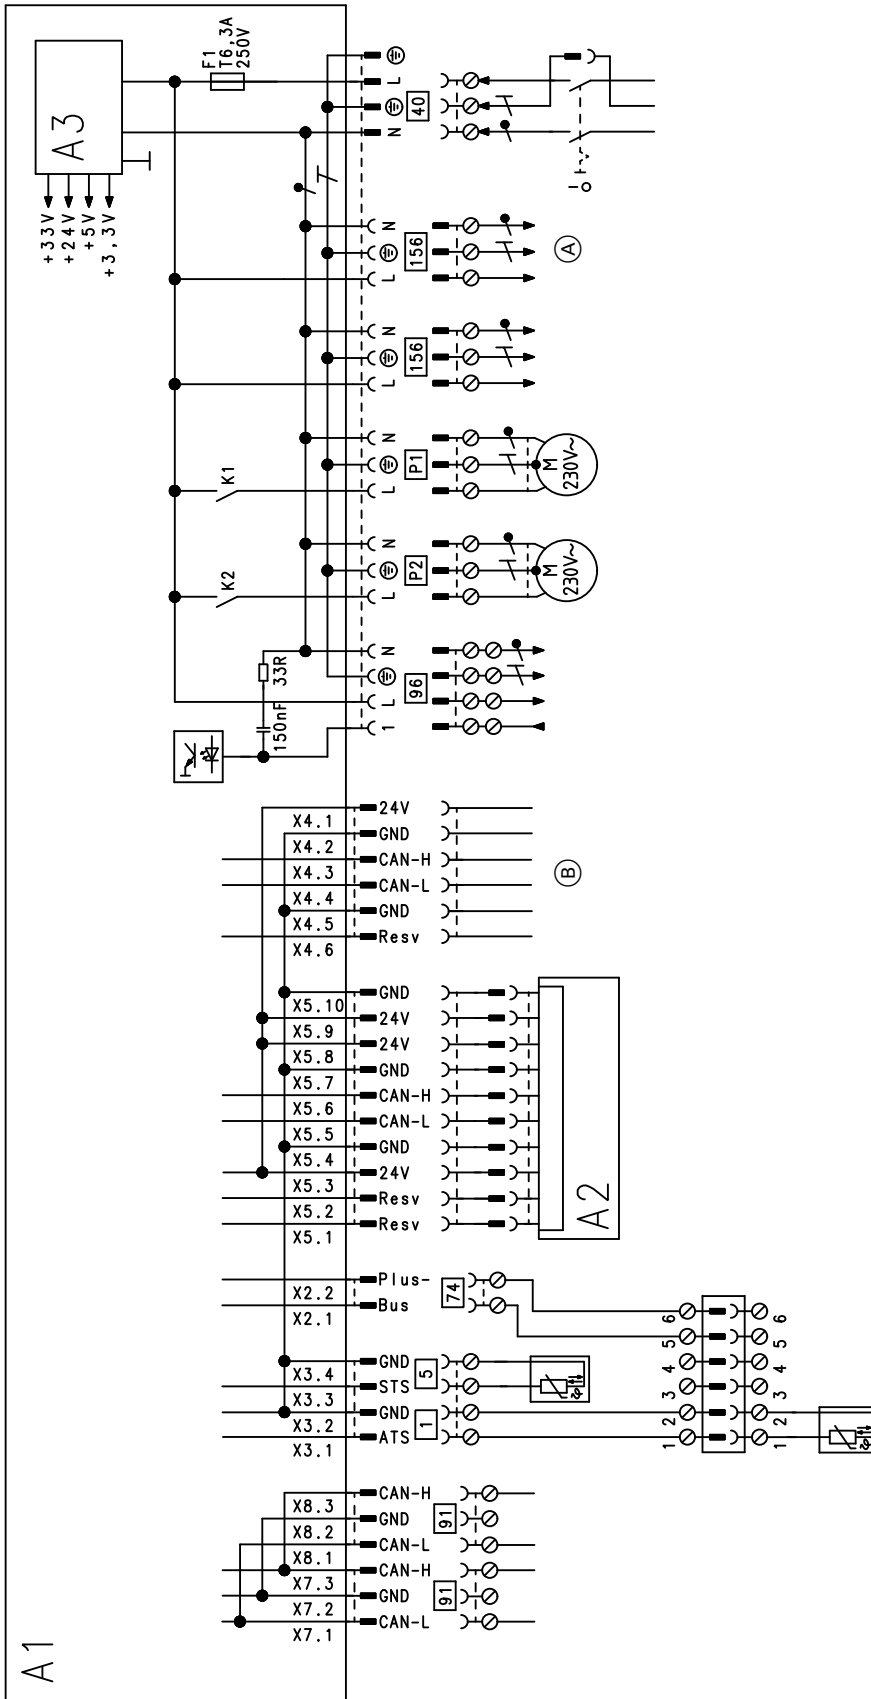 A3
F1
T6,3A
250V
+33V
+24V
+5V
+3,3V
L
40
N
N
156
L
A
N
156
L
K1
N
P1
L
M
230V~
K2
N
P2
L
M
230V~
33R
150nF
N
96
L
1
X4.1
24V
X4.2
GND
X4.3
CAN-H
X4.4
CAN-L
X4.5
GND
X4.6
Resv
B
X5.10
GND
X5.9
24V
X5.8
24V
X5.7
GND
X5.6
CAN-H
X5.5
CAN-L
X5.4
GND
X5.3
24V
X5.2
Resv
X5.1
Resv
A2
X2.2
Plus-
X2.1
Bus
74
X3.4
GND
X3.3
STS
5
X3.2
GND
X3.1
ATS
1
6
6
5
5
4
4
3
3
2
2
1
1
X8.3
CAN-H
X8.2
GND
91
X8.1
CAN-L
X7.3
CAN-H
X7.2
GND
91
X7.1
CAN-L
A1